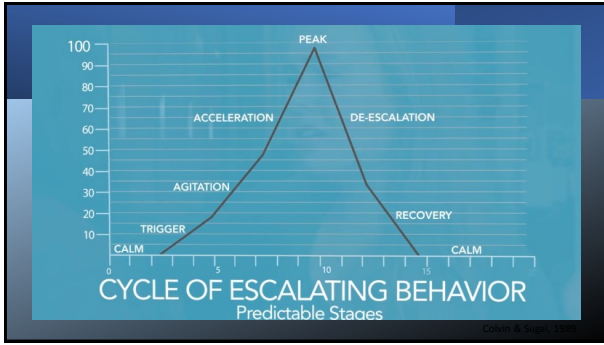 PEAK
100
90
80
70
ACCELERATION
DE-ESCALATION
60
50
40
AGITATION
30
20
RECOVERY
TRIGGER
10
CALM
CALM
0
5
10
15
CYCLE OF ESCALATING BEHAVIOR
Predictable Stages
Colvin & Sugai, 1989